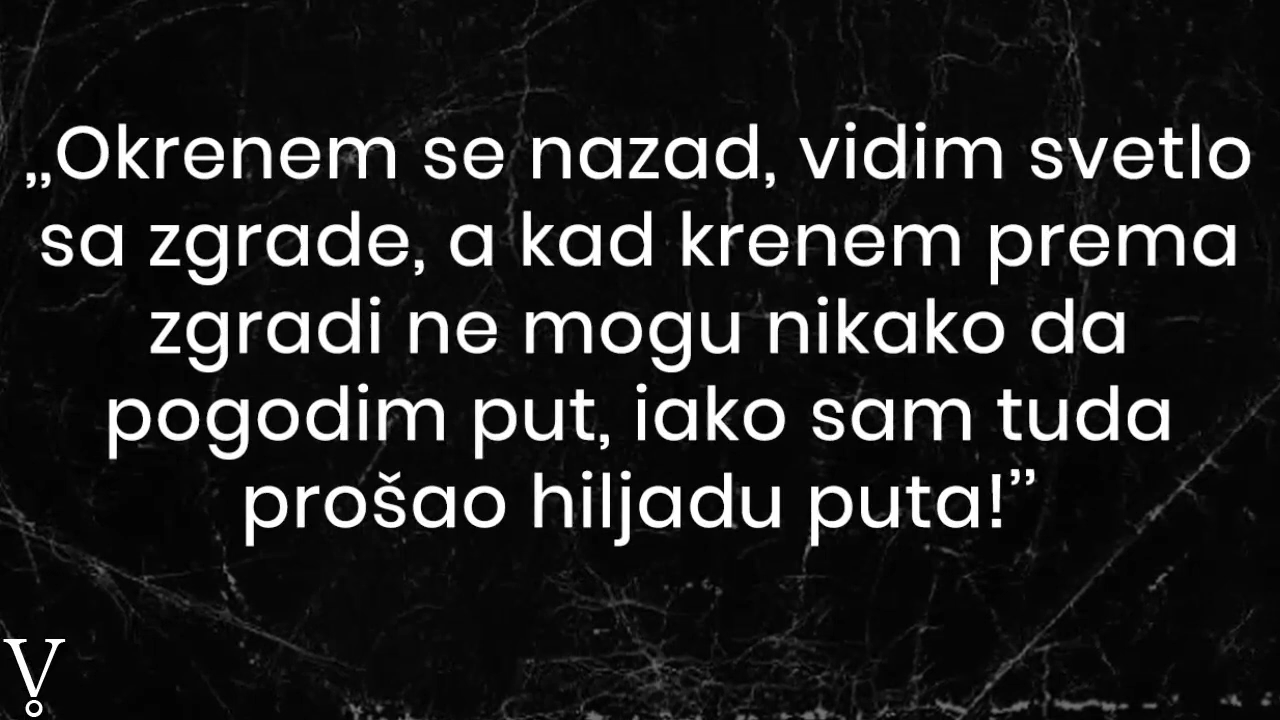 „Okrenem se nazad, vidim svetlo
sa zgrade, a kad krenem prema
zgradi ne mogu nikako da
pogodim put, iako sam tuda
prošao hiljadu puta!”
V